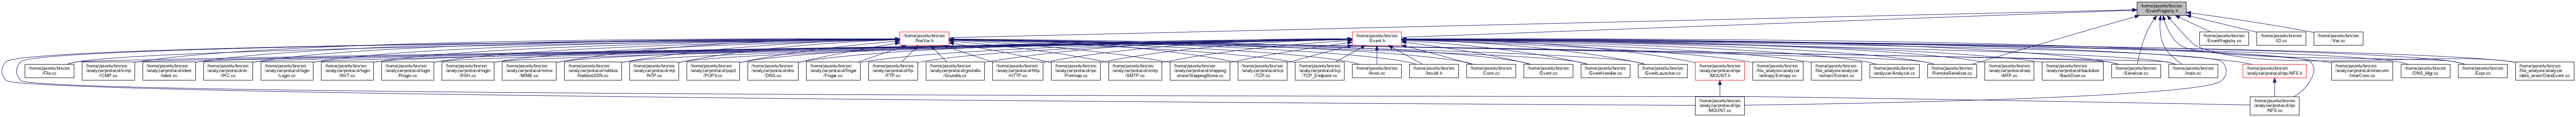 /home/jasonlu/bro/src
/EventRegistry.h
/home/jasonlu/bro/src
/NetVar.h
/home/jasonlu/bro/src
/Event.h
/home/jasonlu/bro/src
/EventRegistry.cc
/home/jasonlu/bro/src
/ID.cc
/home/jasonlu/bro/src
/Var.cc
/home/jasonlu/bro/src
/File.cc
/home/jasonlu/bro/src
/analyzer/protocol/icmp
/ICMP.cc
/home/jasonlu/bro/src
/analyzer/protocol/ident
/Ident.cc
/home/jasonlu/bro/src
/analyzer/protocol/irc
/IRC.cc
/home/jasonlu/bro/src
/analyzer/protocol/login
/Login.cc
/home/jasonlu/bro/src
/analyzer/protocol/login
/NVT.cc
/home/jasonlu/bro/src
/analyzer/protocol/login
/Rlogin.cc
/home/jasonlu/bro/src
/analyzer/protocol/login
/RSH.cc
/home/jasonlu/bro/src
/analyzer/protocol/mime
/MIME.cc
/home/jasonlu/bro/src
/analyzer/protocol/netbios
/NetbiosSSN.cc
/home/jasonlu/bro/src
/analyzer/protocol/ntp
/NTP.cc
/home/jasonlu/bro/src
/analyzer/protocol/pop3
/POP3.cc
/home/jasonlu/bro/src
/analyzer/protocol/dns
/DNS.cc
/home/jasonlu/bro/src
/analyzer/protocol/finger
/Finger.cc
/home/jasonlu/bro/src
/analyzer/protocol/ftp
/FTP.cc
/home/jasonlu/bro/src
/analyzer/protocol/gnutella
/Gnutella.cc
/home/jasonlu/bro/src
/analyzer/protocol/http
/HTTP.cc
/home/jasonlu/bro/src
/analyzer/protocol/rpc
/Portmap.cc
/home/jasonlu/bro/src
/analyzer/protocol/smtp
/SMTP.cc
/home/jasonlu/bro/src
/analyzer/protocol/stepping
-stone/SteppingStone.cc
/home/jasonlu/bro/src
/analyzer/protocol/tcp
/TCP.cc
/home/jasonlu/bro/src
/analyzer/protocol/tcp
/TCP_Endpoint.cc
/home/jasonlu/bro/src
/Anon.cc
/home/jasonlu/bro/src
/bro-bif.h
/home/jasonlu/bro/src
/Conn.cc
/home/jasonlu/bro/src
/Event.cc
/home/jasonlu/bro/src
/EventHandler.cc
/home/jasonlu/bro/src
/EventLauncher.cc
/home/jasonlu/bro/src
/analyzer/protocol/rpc
/MOUNT.h
/home/jasonlu/bro/src
/file_analysis/analyzer
/entropy/Entropy.cc
/home/jasonlu/bro/src
/file_analysis/analyzer
/extract/Extract.cc
/home/jasonlu/bro/src
/analyzer/Analyzer.cc
/home/jasonlu/bro/src
/RemoteSerializer.cc
/home/jasonlu/bro/src
/analyzer/protocol/arp
/ARP.cc
/home/jasonlu/bro/src
/analyzer/protocol/backdoor
/BackDoor.cc
/home/jasonlu/bro/src
/Serializer.cc
/home/jasonlu/bro/src
/main.cc
/home/jasonlu/bro/src
/analyzer/protocol/rpc/NFS.h
/home/jasonlu/bro/src
/analyzer/protocol/interconn
/InterConn.cc
/home/jasonlu/bro/src
/DNS_Mgr.cc
/home/jasonlu/bro/src
/Expr.cc
/home/jasonlu/bro/src
/file_analysis/analyzer
/data_event/DataEvent.cc
/home/jasonlu/bro/src
/analyzer/protocol/rpc
/MOUNT.cc
/home/jasonlu/bro/src
/analyzer/protocol/rpc
/NFS.cc